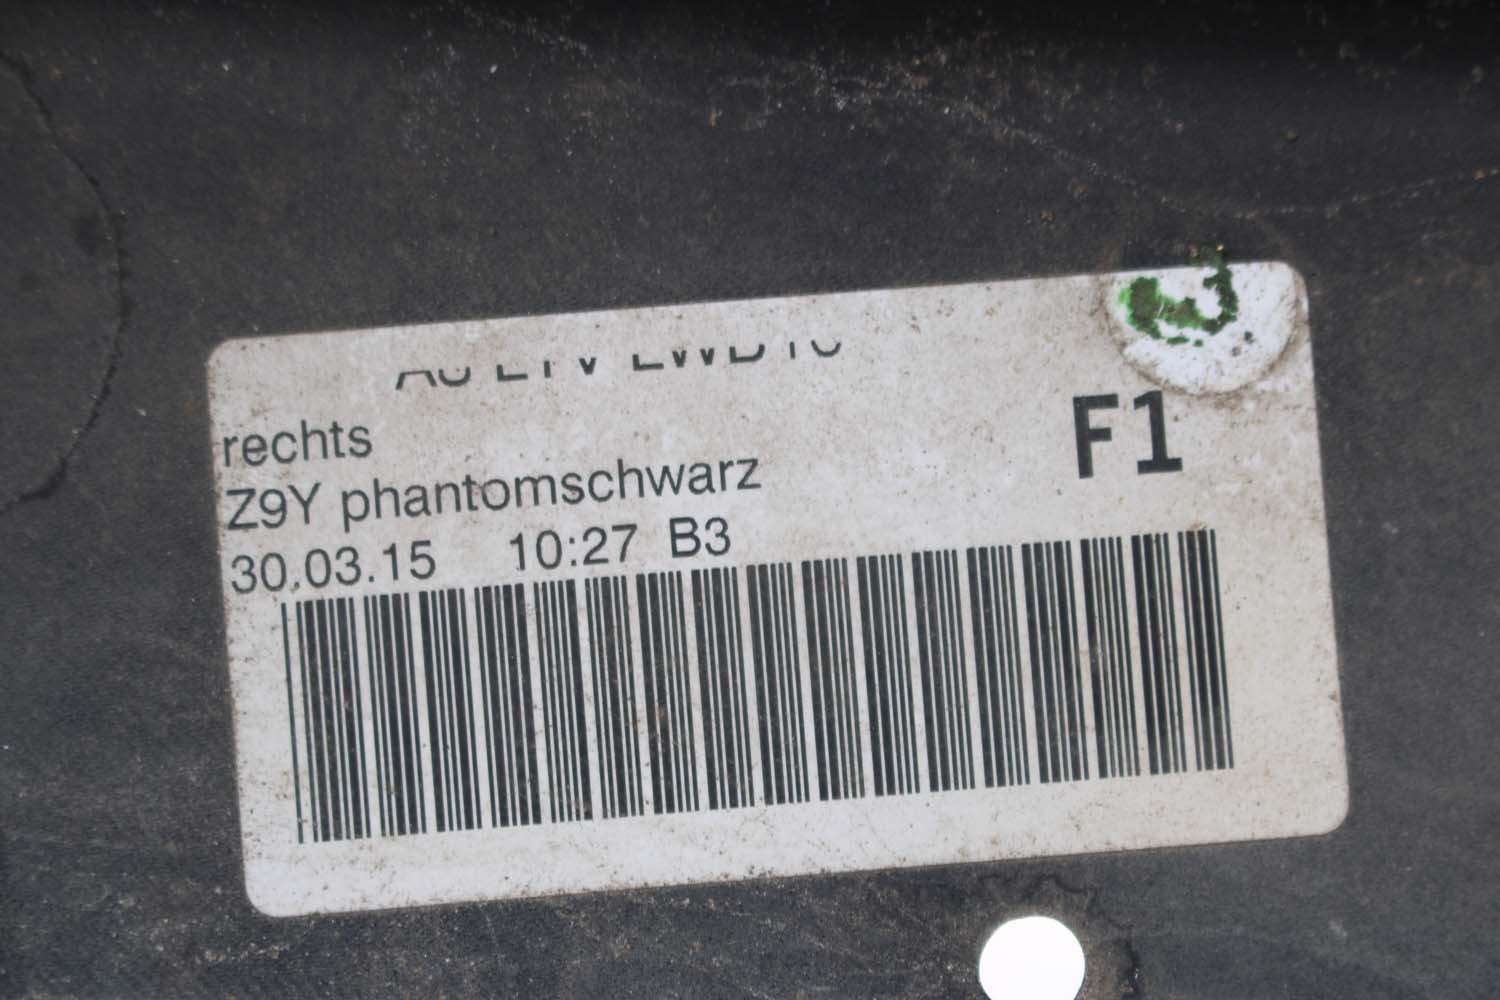 rechts
F1
Z9Y phantomschwarz
30.03.15 10:27 B3